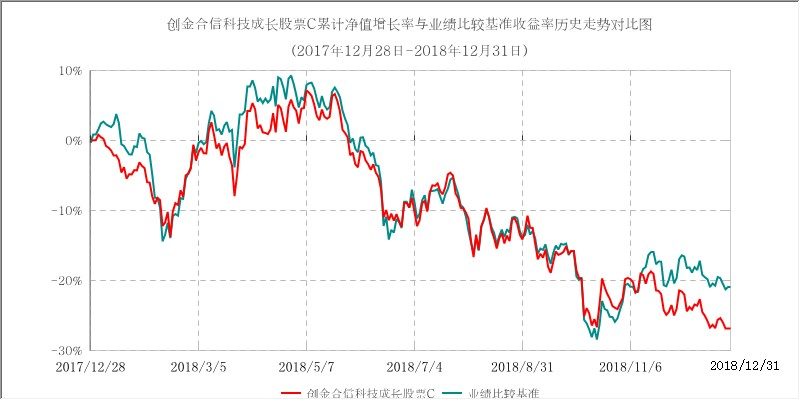 创金合信科技成长股票C累计净值增长率与业绩比较基准收益率历史走势对比图
(2017年12月28日-2018年12月31日)
10%
0%
-10%
-20%
-30%
2017/12/28 2018/3/5 2018/5/7 2018/7/4 2018/8/31 2018/11/6 2018/12/31
创金合信科技成长股票C 业绩比较基准